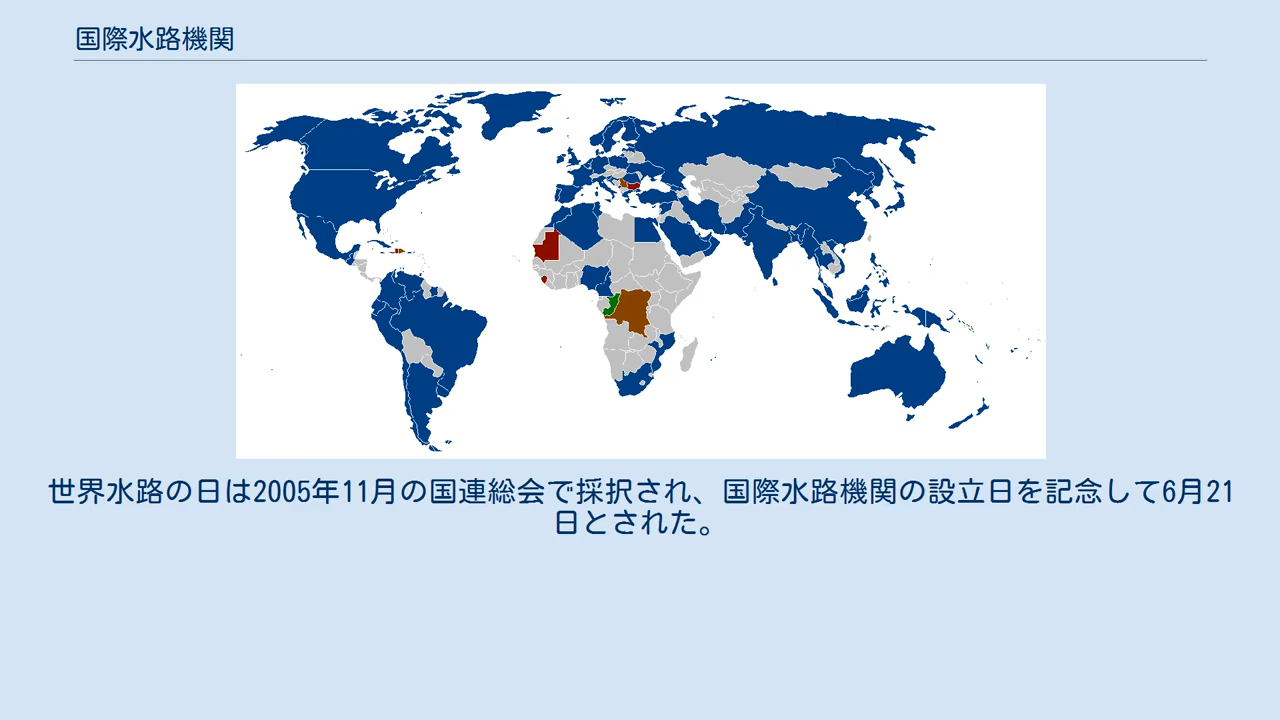 国際水路機関
世界水路の日は2005年11月の国連総会で採択され、国際水路機関の設立日を記念して6月21
日とされた。